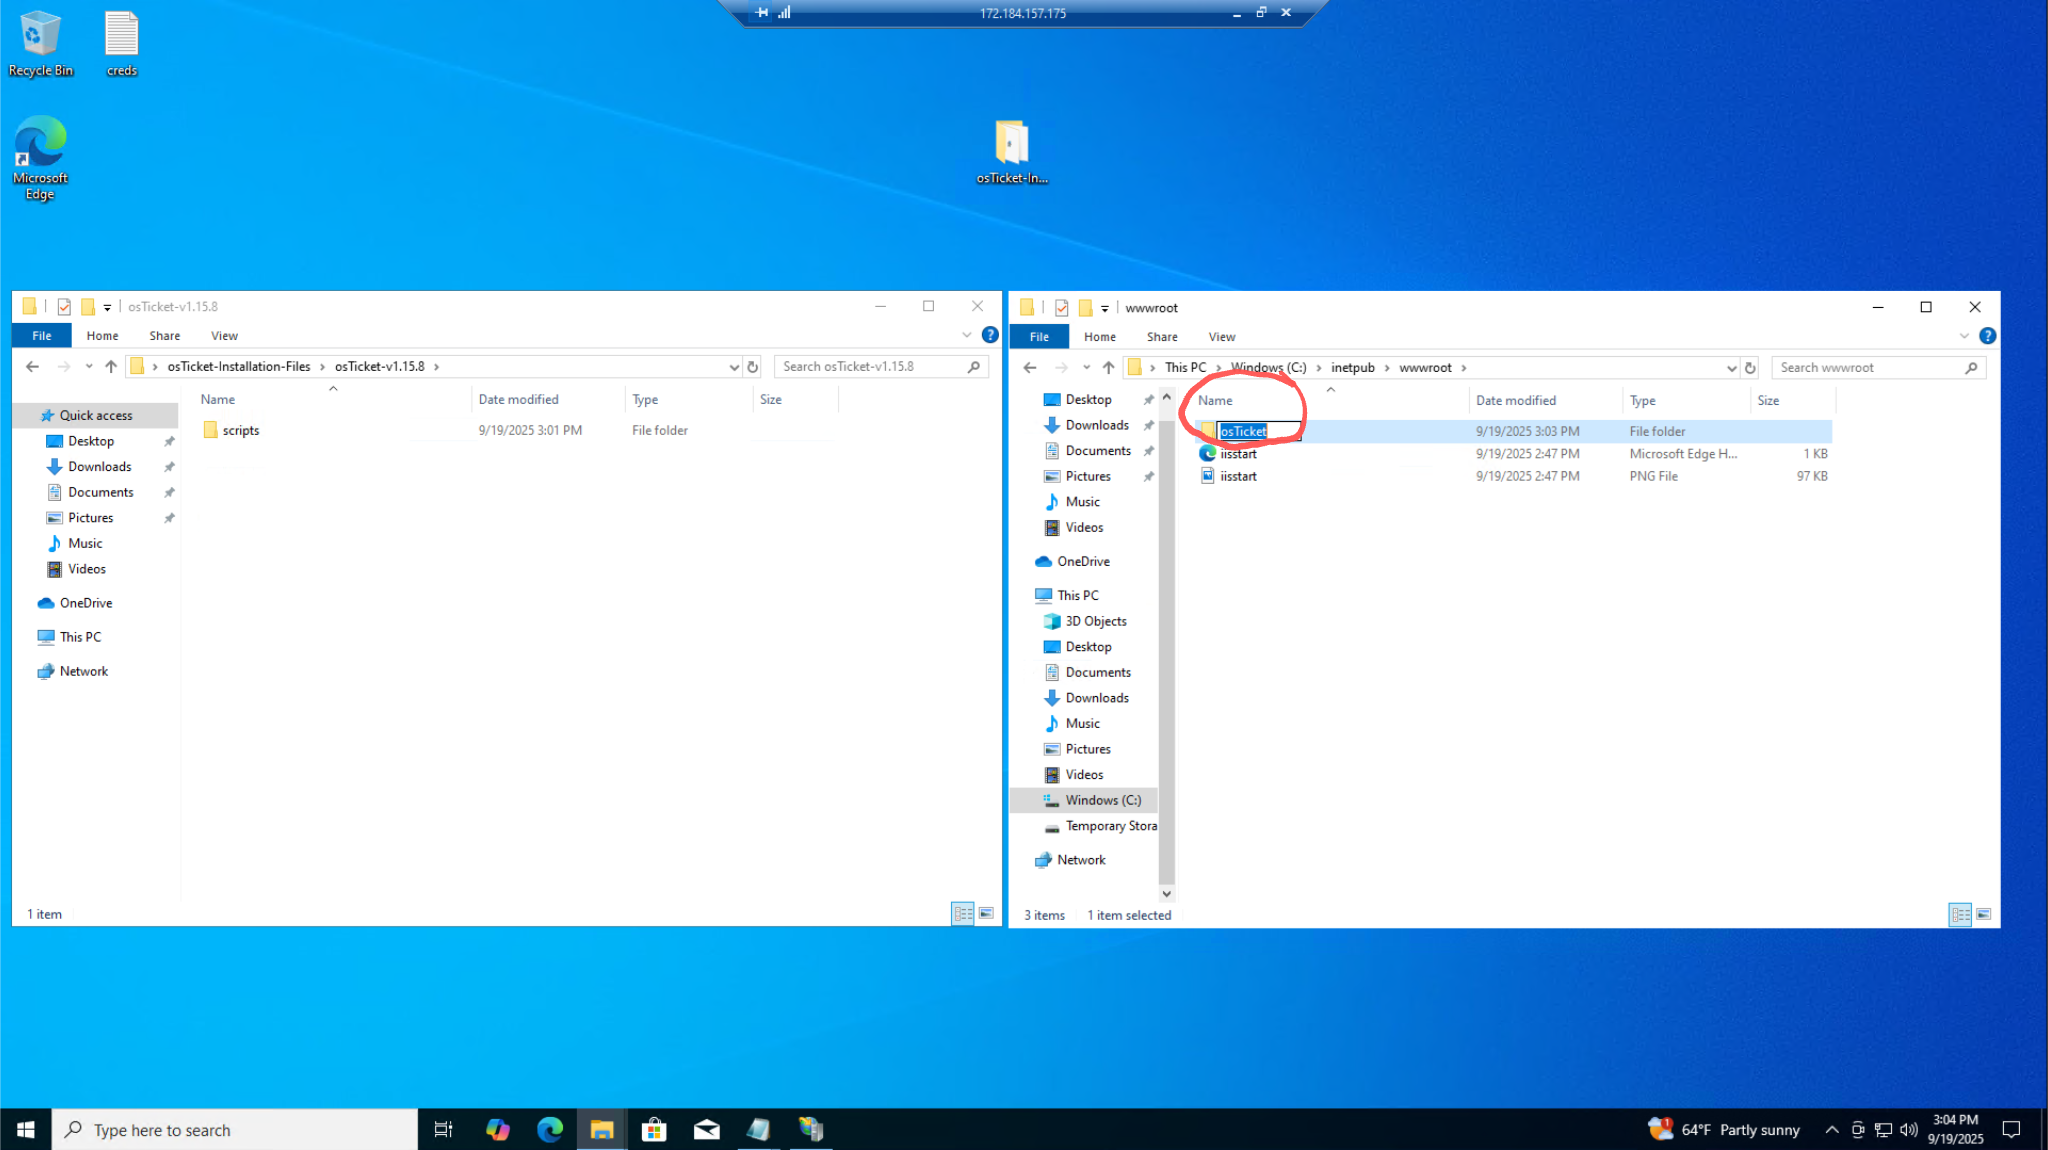 172.184.157.175
Recycle Bin
creds
Microsoft Edge
osTicket-In...
osTicket-v1.15.8
File Home Share View
osTicket-Installation-Files > osTicket-v1.15.8 >
Search osTicket-v1.15.8
Name Date modified Type Size
Quick access
Desktop
Downloads
Documents
Pictures
Music
Videos
OneDrive
This PC
Network
scripts 9/19/2025 3:01 PM File folder
1 item
wwwroot
File Home Share View
This PC > Windows (C:) > inetpub > wwwroot >
Search wwwroot
Name Date modified Type Size
Desktop
Downloads
Documents
Pictures
Music
Videos
OneDrive
This PC
3D Objects
Desktop
Documents
Downloads
Music
Pictures
Videos
Windows (C:)
Temporary Stora
Network
osTicket 9/19/2025 3:03 PM File folder
iisstart 9/19/2025 2:47 PM Microsoft Edge H... 1 KB
iisstart 9/19/2025 2:47 PM PNG File 97 KB
3 items 1 item selected
Type here to search
1
64°F Partly sunny
3:04 PM
9/19/2025